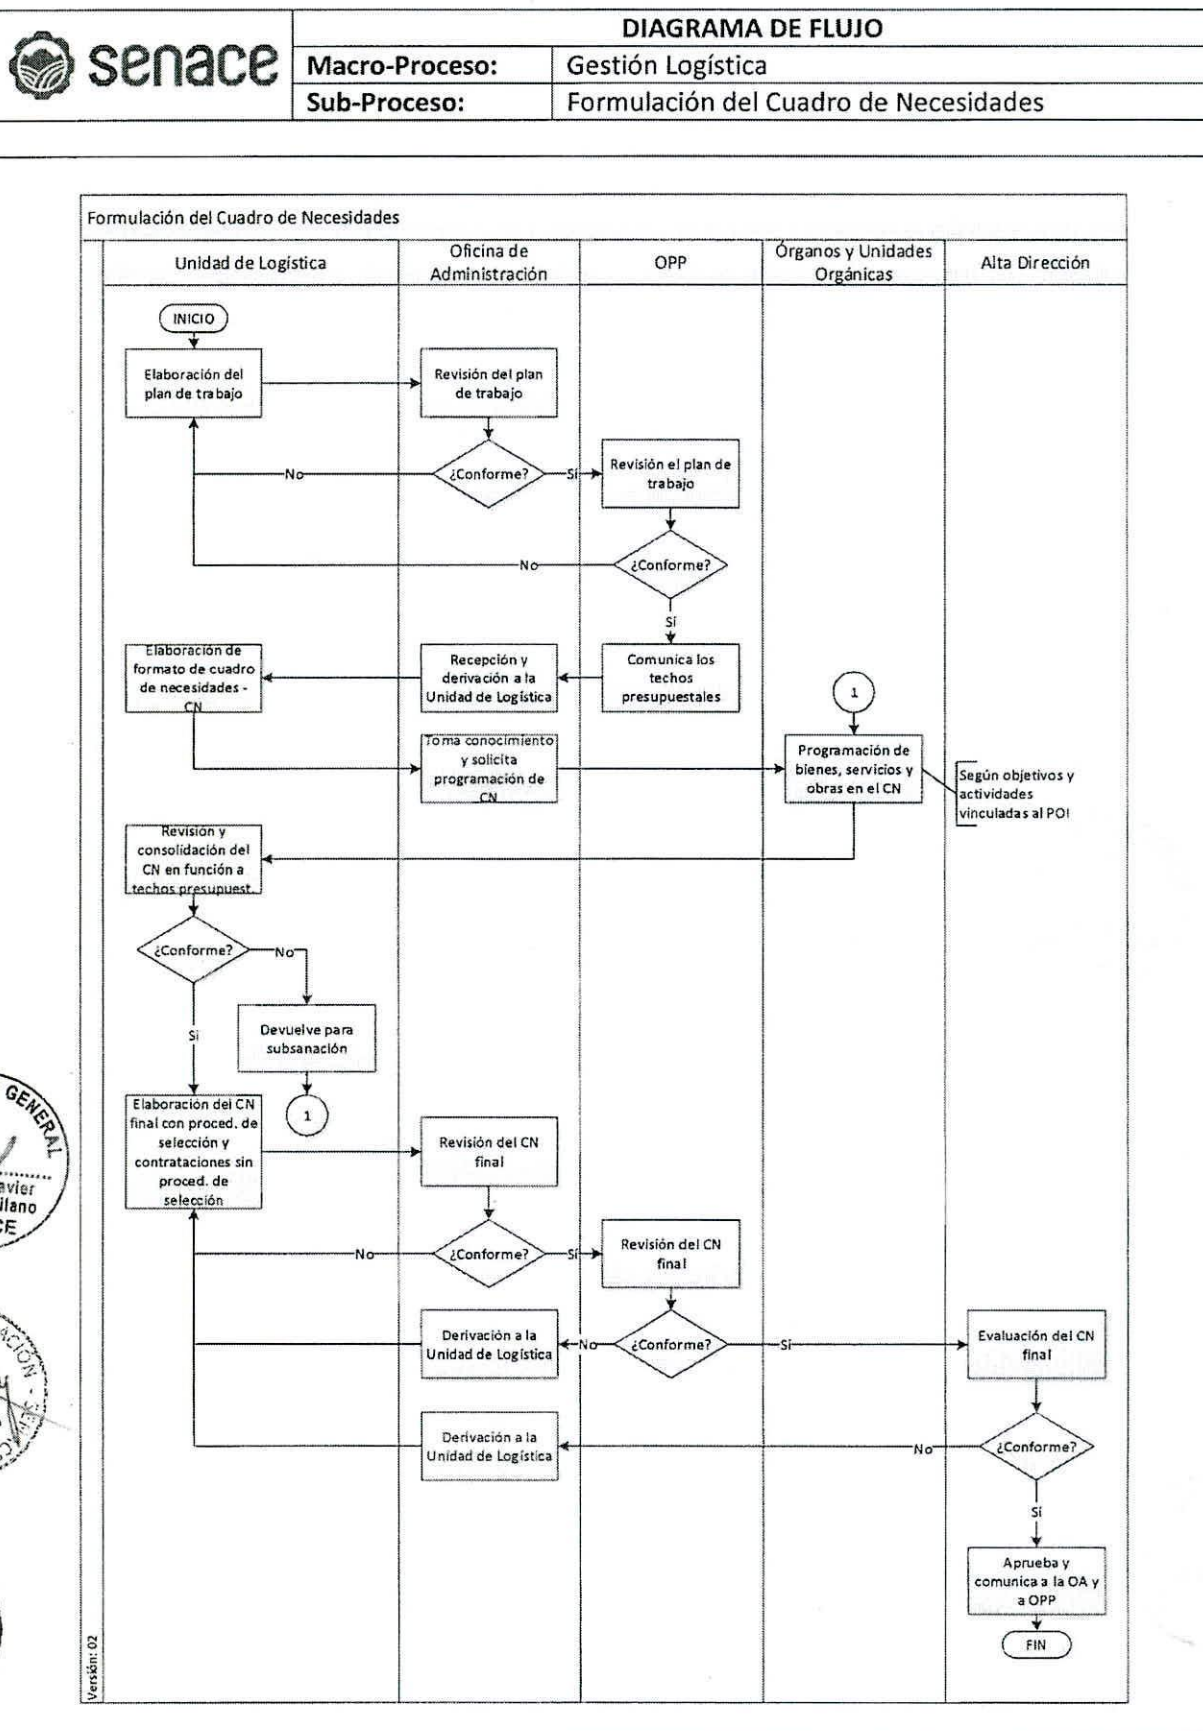 senace
DIAGRAMA DE FLUJO
Macro-Proceso:
Gestión Logística
Sub-Proceso:
Formulación del Cuadro de Necesidades
Formulación del Cuadro de Necesidades
Unidad de Logística
Oficina de
Administración
OPP
Órganos y Unidades
Orgánicas
Alta Dirección
INICIO
Elaboración del
plan de trabajo
Revisión del plan
de trabajo
¿Conforme?
No
Sí
Revisión el plan de
trabajo
¿Conforme?
No
Sí
Elaboración de
formato de cuadro
de necesidades -
CN
Recepción y
derivación a la
Unidad de Logística
Comunica los
techos
presupuestales
1
Toma conocimiento
y solicita
programación de
CN
Programación de
bienes, servicios y
obras en el CN
Según objetivos y
actividades
vinculadas al POI
Revisión y
consolidación del
CN en función a
techos presupuest.
¿Conforme?
No
Sí
Devuelve para
subsanación
1
Elaboración del CN
final con proced. de
selección y
contrataciones sin
proced. de
selección
Revisión del CN
final
¿Conforme?
No
Sí
Revisión del CN
final
Derivación a la
Unidad de Logística
No
¿Conforme?
Sí
Evaluación del CN
final
Derivación a la
Unidad de Logística
No
¿Conforme?
Sí
Aprueba y
comunica a la OA y
a OPP
FIN
Versión: 02
GENERAL